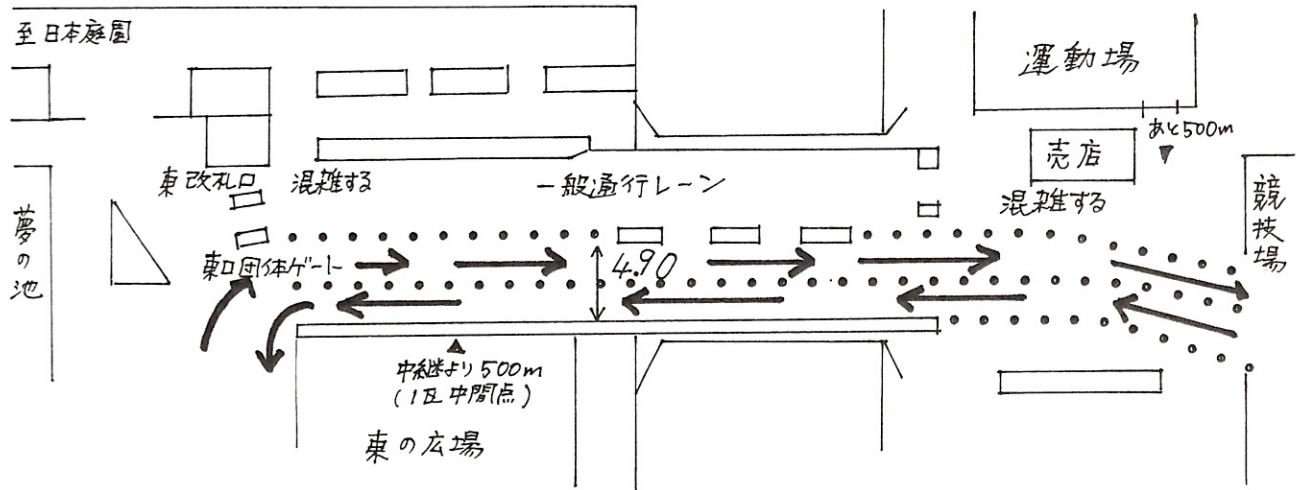 至日本庭園
運動場
あと500m
売店
東改札口
混雑する
一般通行レーン
混雑する
競技場
夢の池
東口団体ゲート
4.90
中継より500m
(1区中間点)
東の広場